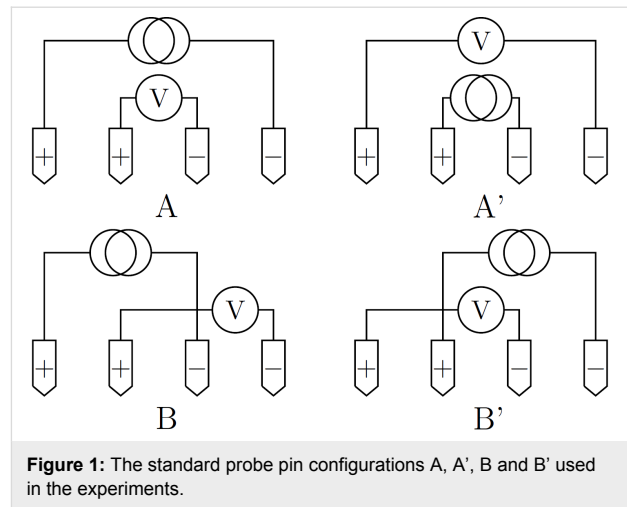 V
V
+ + − −
+ + − −
A
A'
V
V
+ + − −
+ + − −
B
B'
Figure 1: The standard probe pin configurations A, A’, B and B’ used
in the experiments.